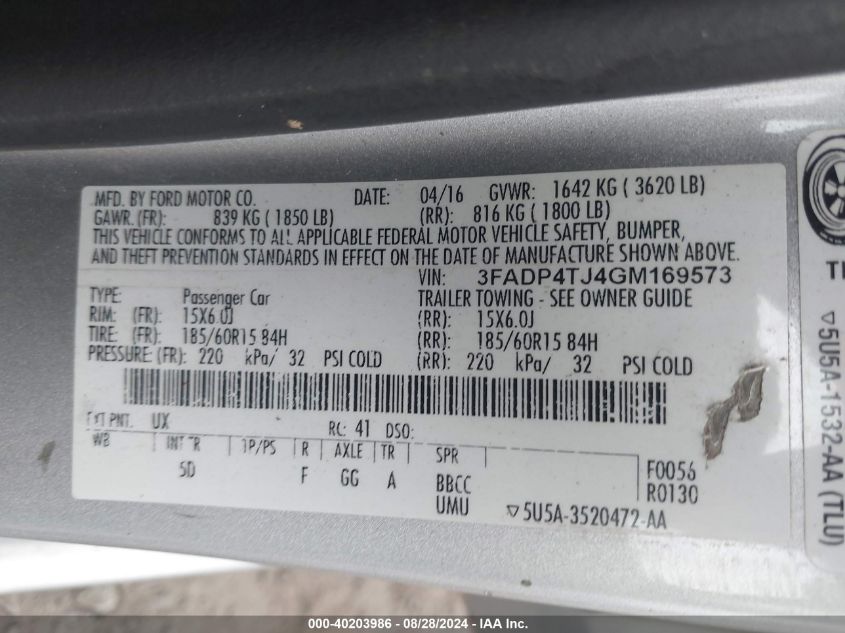 MFD. BY FORD MOTOR CO. DATE: 04/16 GVWR: 1642 KG ( 3620 LB)
GAWR. (FR): 839 KG ( 1850 LB) (RR): 816 KG ( 1800 LB)
THIS VEHICLE CONFORMS TO ALL APPLICABLE FEDERAL MOTOR VEHICLE SAFETY, BUMPER,
AND THEFT PREVENTION STANDARDS IN EFFECT ON THE DATE OF MANUFACTURE SHOWN ABOVE.
VIN: 3FADP4TJ4GM169573
TYPE: Passenger Car TRAILER TOWING - SEE OWNER GUIDE
RIM: (FR): 15X6.0J (RR): 15X6.0J
TIRE: (FR): 185/60R15 84H (RR): 185/60R15 84H
PRESSURE: (FR): 220 kPa/ 32 PSI COLD (RR): 220 kPa/ 32 PSI COLD
EXT PNT. UX RC: 41 DSO:
WB INT TR TP/PS R AXLE TR SPR
5D F GG A BBCC
UMU
F0056
R0130
▽5U5A-3520472-AA
▽5U5A-1532-AA (TLU)
000-40203986 - 08/28/2024 - IAA Inc.